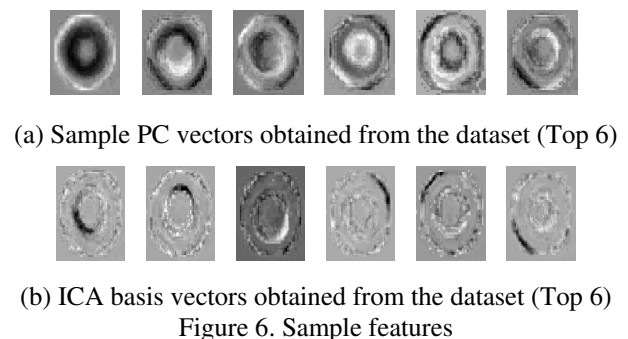 (a) Sample PC vectors obtained from the dataset (Top 6)
(b) ICA basis vectors obtained from the dataset (Top 6)
Figure 6. Sample features